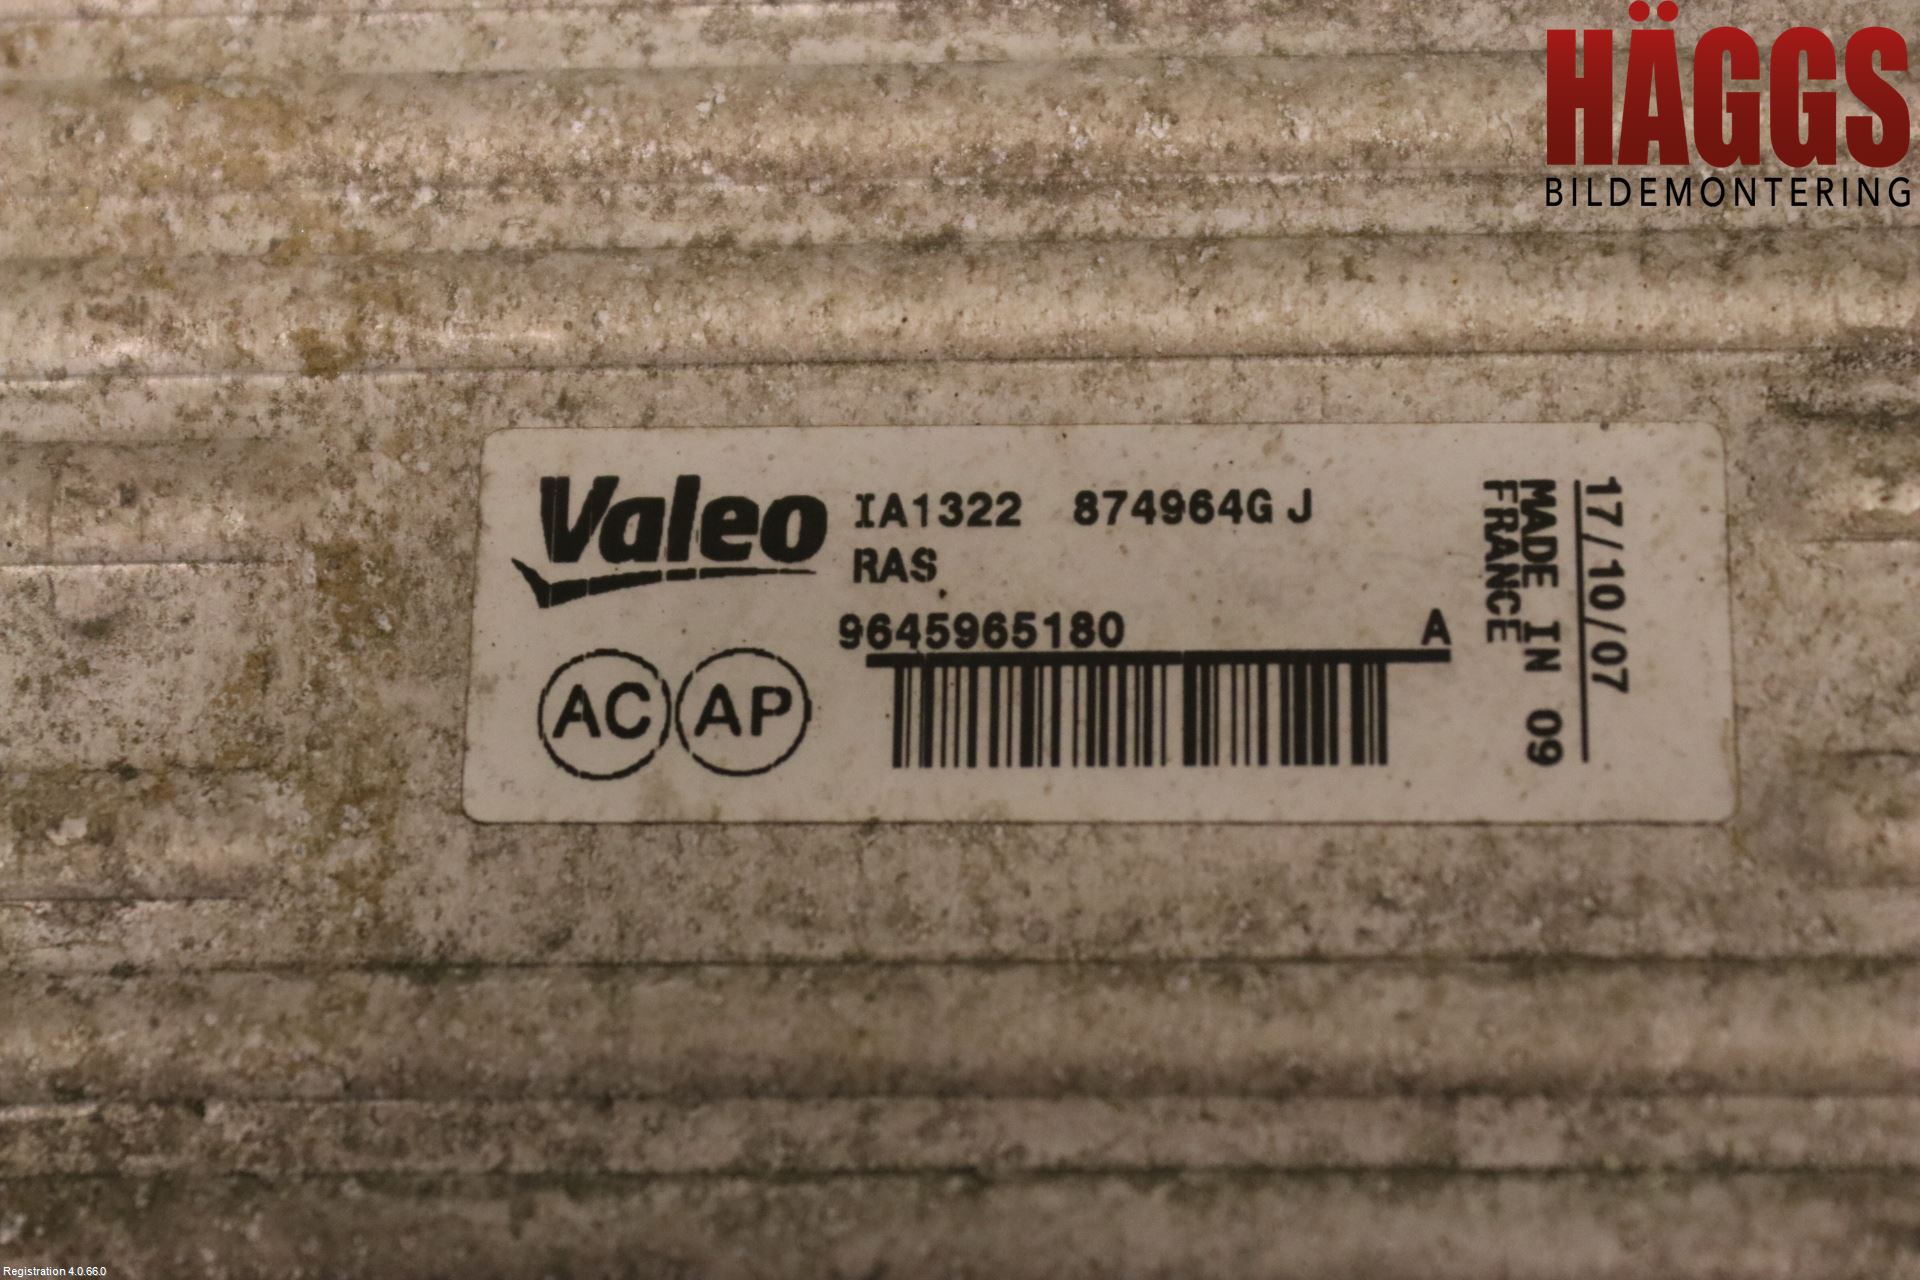 HÄGGS
BILDEMONTERING
Valeo
IA1322 874964G J
RAS
9645965180 A
AC AP
17/10/07
MADE IN 09
FRANCE
Registration 4.0.66.0